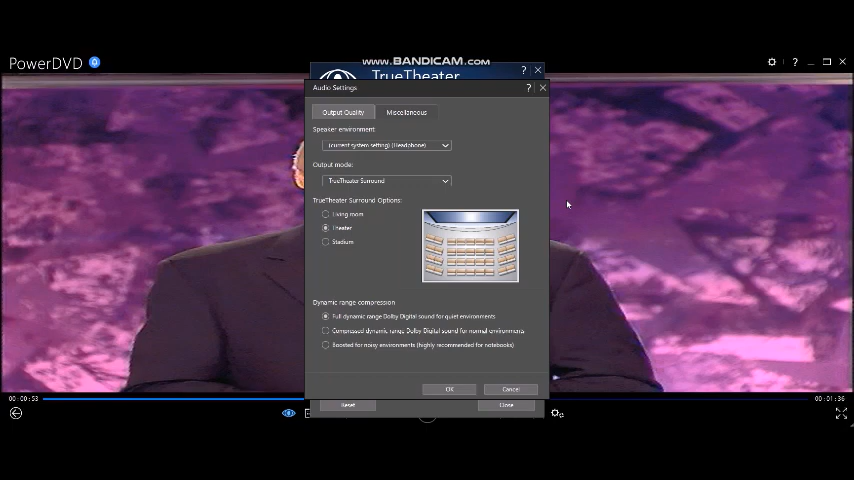 www.BANDICAM.com
PowerDVD
TrueTheater
Audio Settings
Output Quality
Miscellaneous
Speaker environment:
(current system setting) (Headphone)
Output mode:
TrueTheater Surround
TrueTheater Surround Options:
Living room
Theater
Stadium
Dynamic range compression
Full dynamic range Dolby Digital sound for quiet environments
Compressed dynamic range Dolby Digital sound for normal environments
Boosted for noisy environments (highly recommended for notebooks)
OK
Cancel
00:00:53
00:01:36
Reset
Close